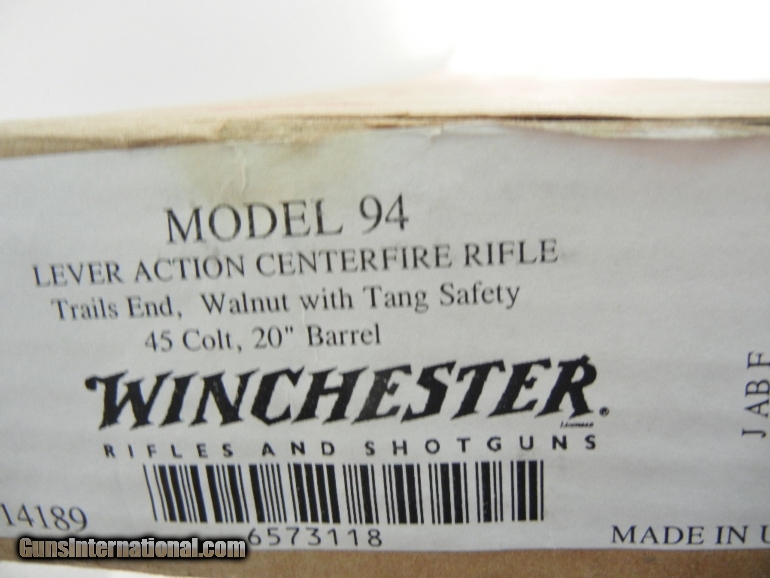 MODEL 94
LEVER ACTION CENTERFIRE RIFLE
Trails End, Walnut with Tang Safety
45 Colt, 20" Barrel
WINCHESTER®
RIFLES AND SHOTGUNS
14189
6573118
MADE IN U
J AB F
GunsInternational.com